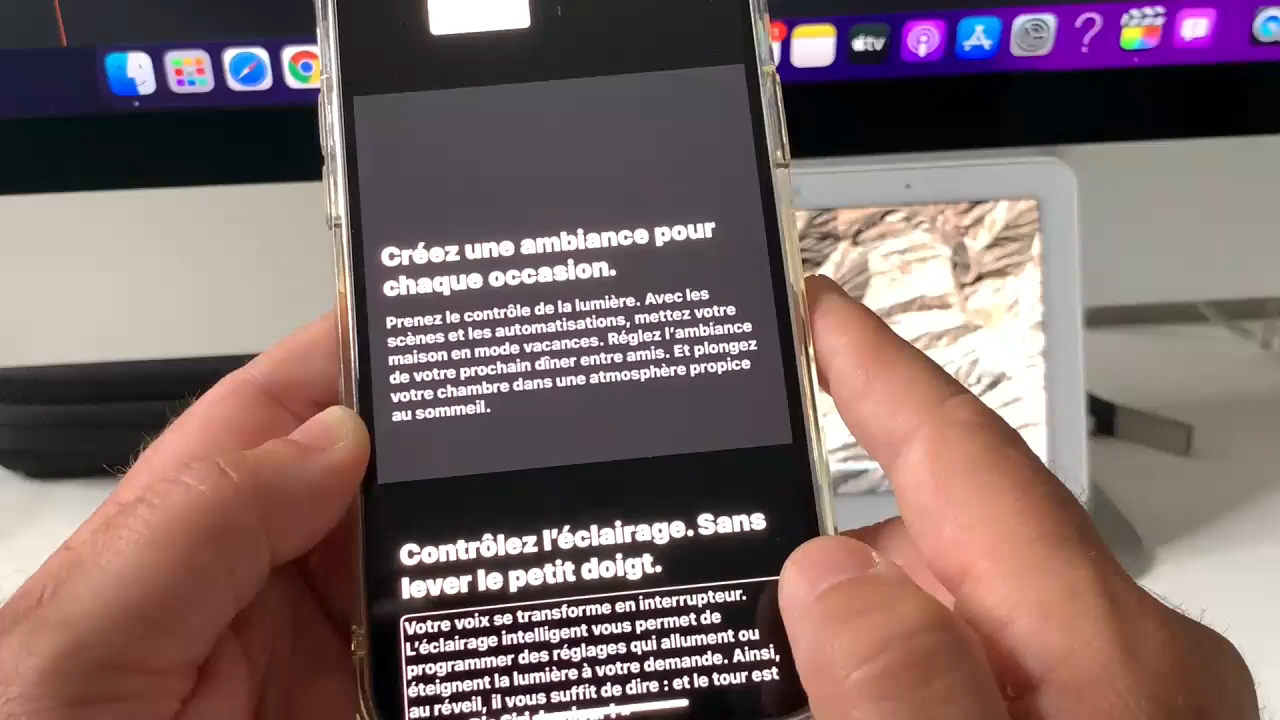 Créez une ambiance pour
chaque occasion.
Prenez le contrôle de la lumière. Avec les
scènes et les automatisations, mettez votre
maison en mode vacances. Réglez l'ambiance
de votre prochain dîner entre amis. Et plongez
votre chambre dans une atmosphère propice
au sommeil.
Contrôlez l'éclairage. Sans
lever le petit doigt.
Votre voix se transforme en interrupteur.
L'éclairage intelligent vous permet de
programmer des réglages qui allument ou
éteignent la lumière à votre demande. Ainsi,
au réveil, il vous suffit de dire : et le tour est
tv